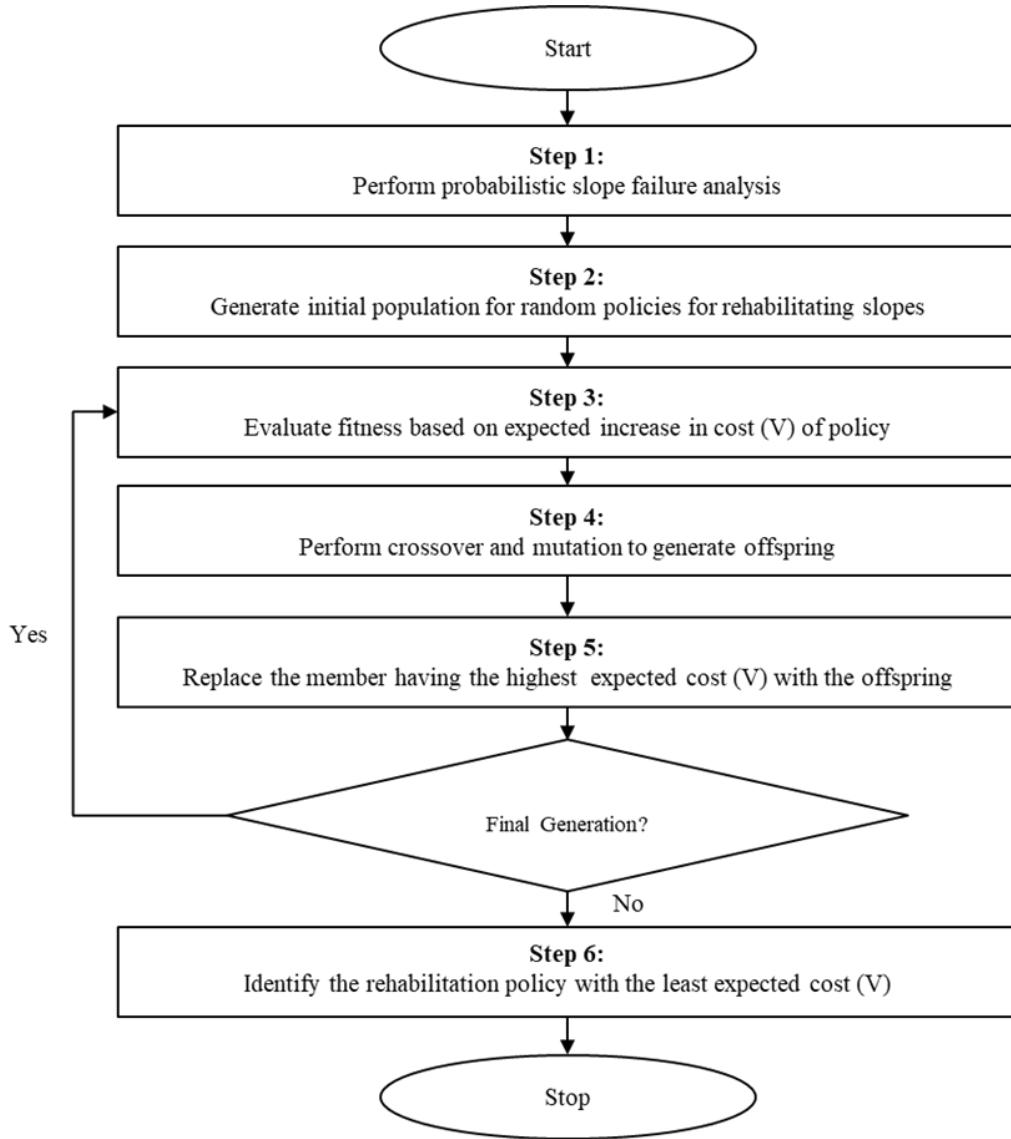 Start
Step 1:
Perform probabilistic slope failure analysis
Step 2:
Generate initial population for random policies for rehabilitating slopes
Step 3:
Evaluate fitness based on expected increase in cost (V) of policy
Step 4:
Perform crossover and mutation to generate offspring
Yes
Step 5:
Replace the member having the highest expected cost (V) with the offspring
Final Generation?
No
Step 6:
Identify the rehabilitation policy with the least expected cost (V)
Stop